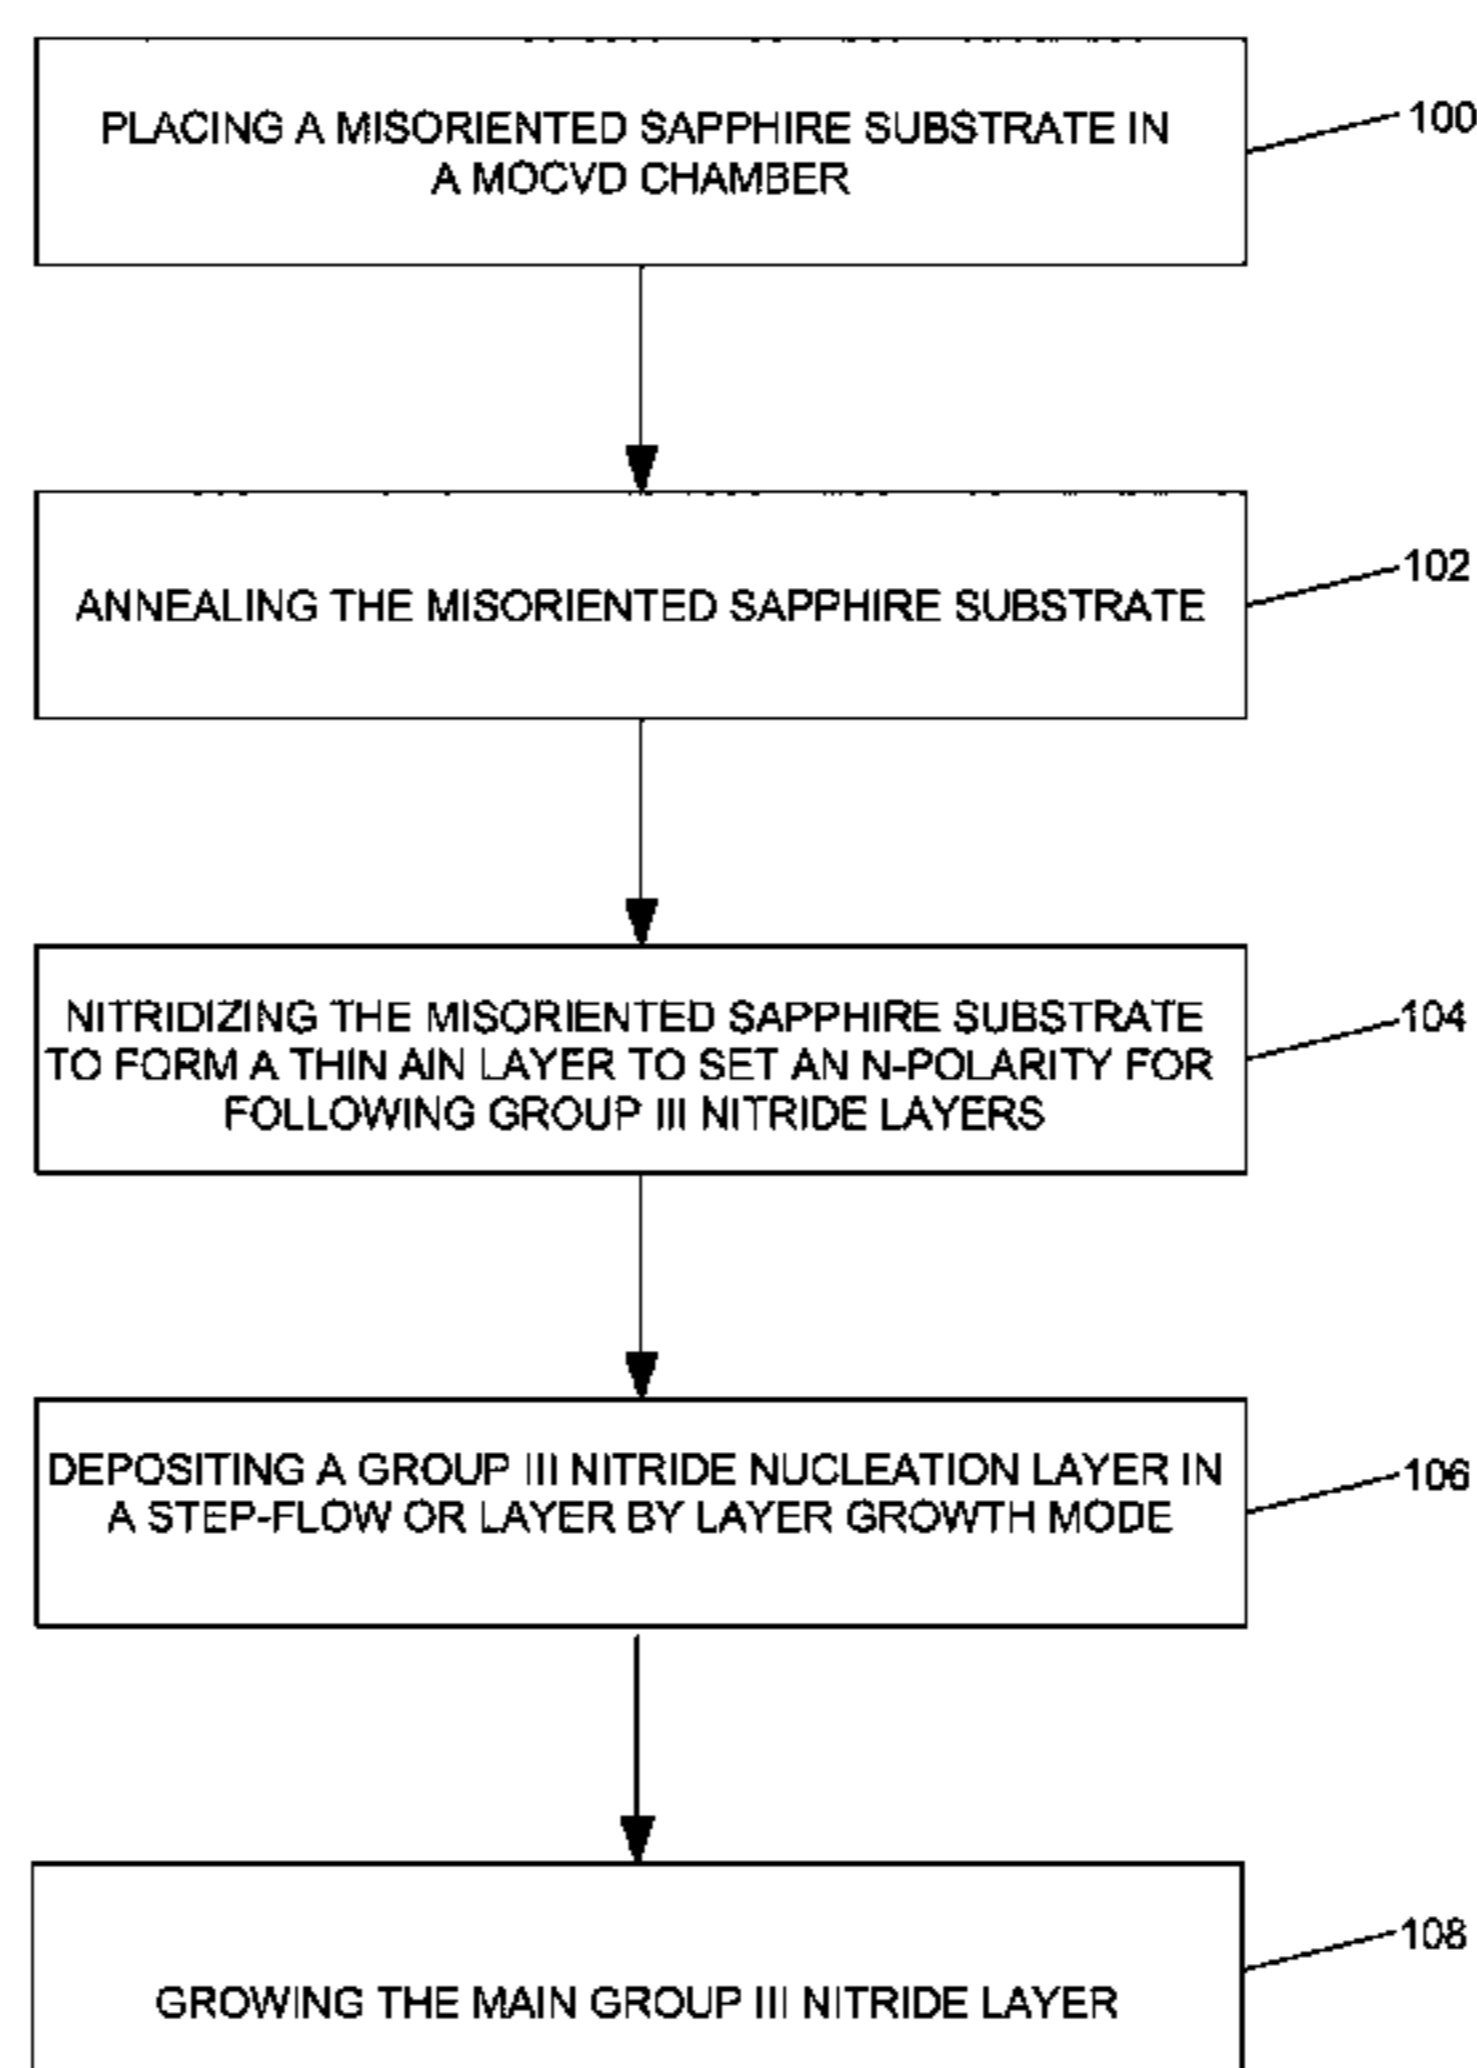 PLACING A MISORIENTED SAPPHIRE SUBSTRATE IN
A MOCVD CHAMBER
100
ANNEALING THE MISORIENTED SAPPHIRE SUBSTRATE
102
NITRIDIZING THE MISORIENTED SAPPHIRE SUBSTRATE
TO FORM A THIN AlN LAYER TO SET AN N-POLARITY FOR
FOLLOWING GROUP III NITRIDE LAYERS
104
DEPOSITING A GROUP III NITRIDE NUCLEATION LAYER IN
A STEP-FLOW OR LAYER BY LAYER GROWTH MODE
106
GROWING THE MAIN GROUP III NITRIDE LAYER
108